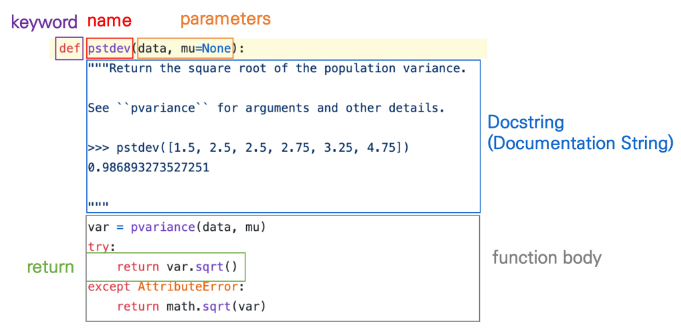 keyword name parameters
def pstdev(data, mu=None):
"""Return the square root of the population variance.
See ``pvariance`` for arguments and other details.
>>> pstdev([1.5, 2.5, 2.5, 2.75, 3.25, 4.75])
0.986893273527251
"""
Docstring
(Documentation String)
var = pvariance(data, mu)
try:
return var.sqrt()
except AttributeError:
return math.sqrt(var)
return
function body